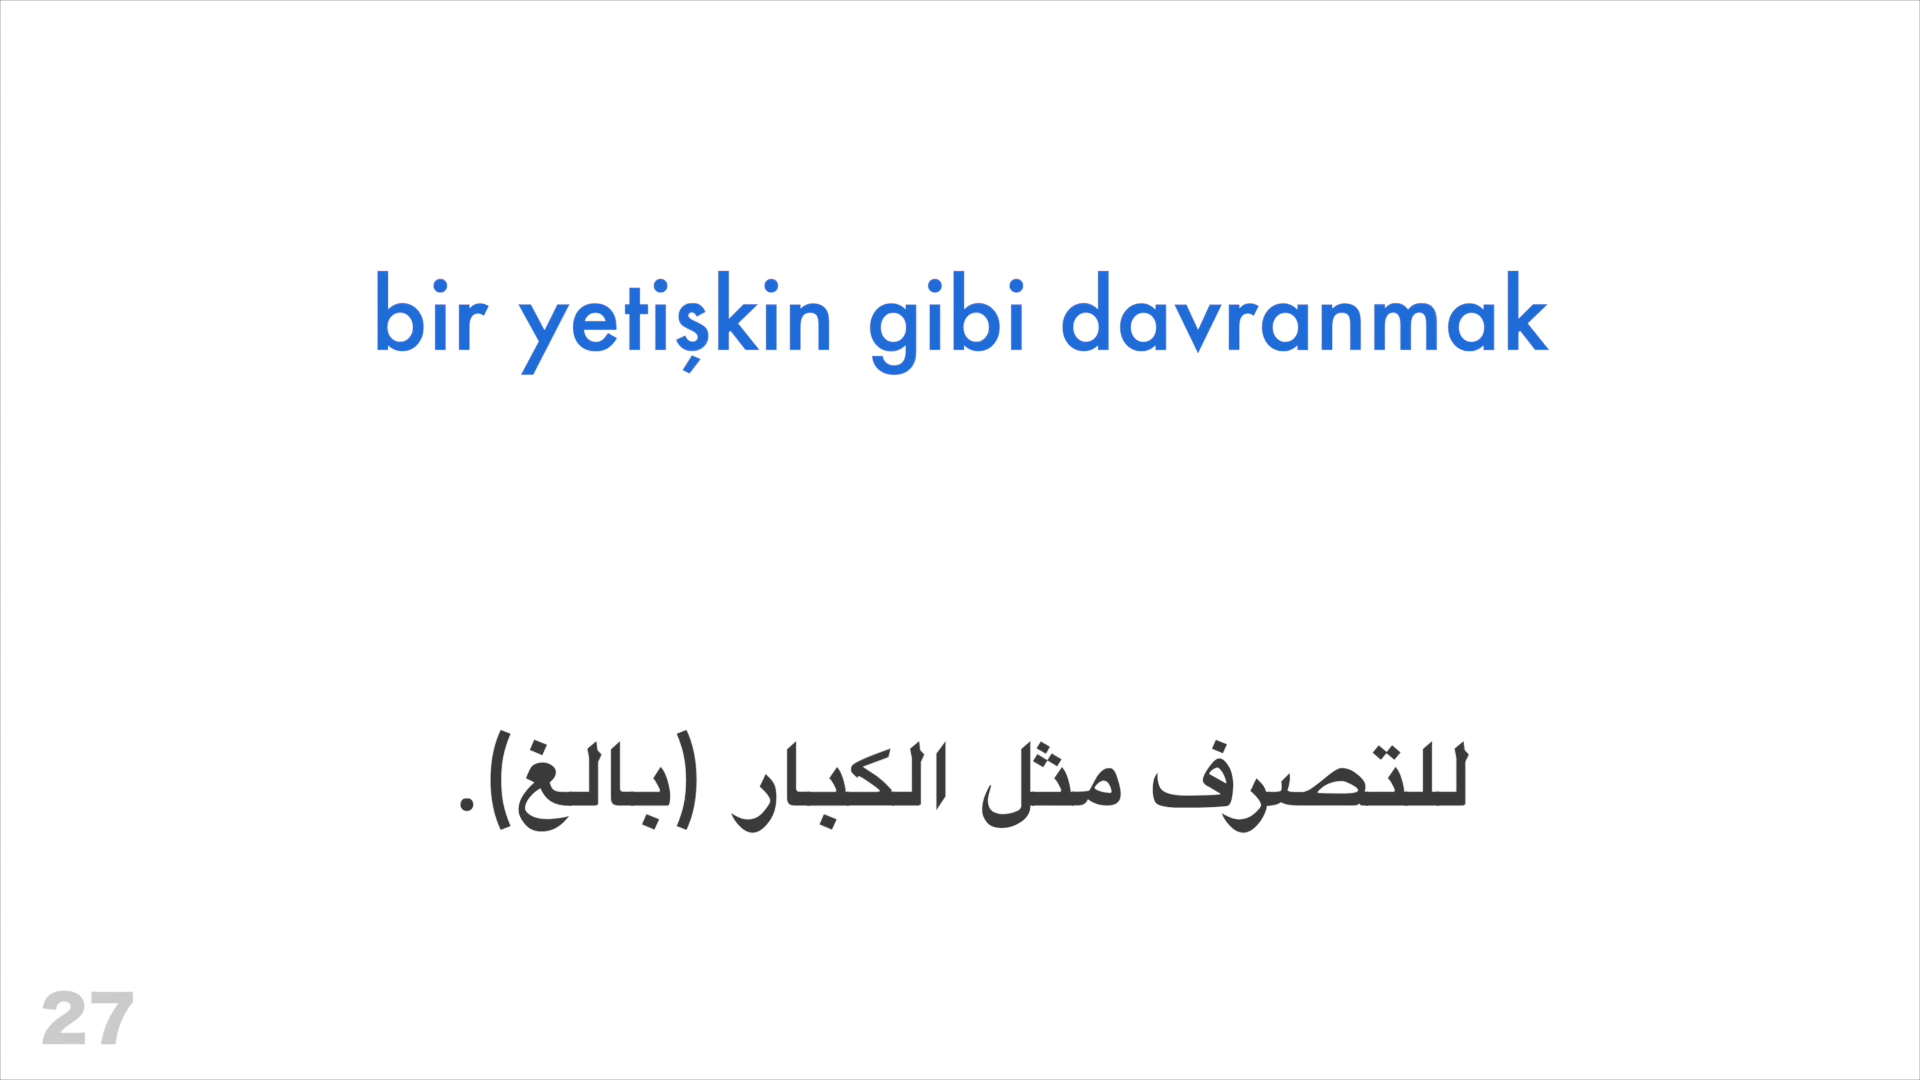 bir yetişkin gibi davranmak
للتصرف مثل الكبار (بالغ).
27